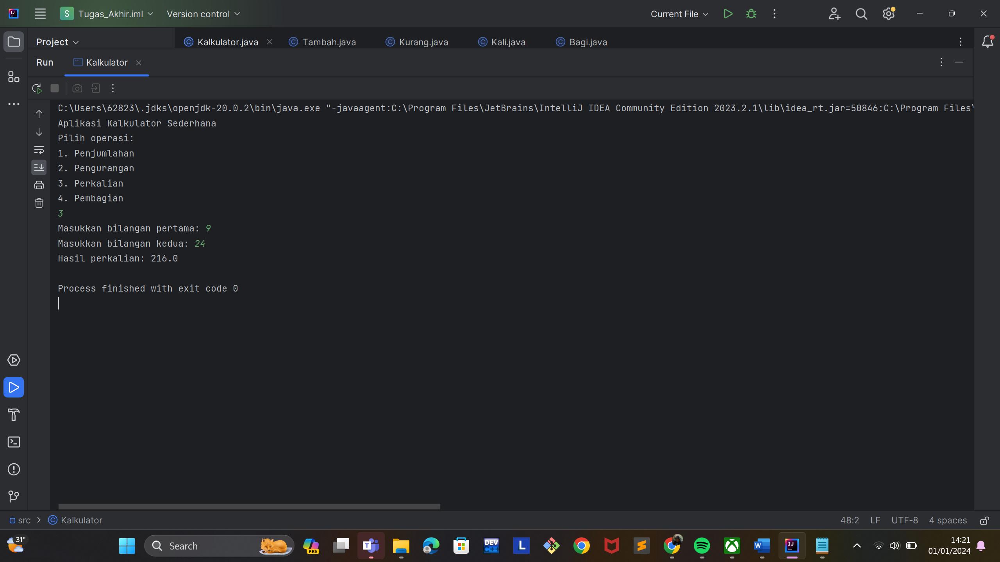 S Tugas_Akhir.iml Version control Current File
Project Kalkulator.java Tambah.java Kurang.java Kali.java Bagi.java
Run Kalkulator
C:\Users\62823\.jdks\openjdk-20.0.2\bin\java.exe "-javaagent:C:\Program Files\JetBrains\IntelliJ IDEA Community Edition 2023.2.1\lib\idea_rt.jar=50846:C:\Program Files\
Aplikasi Kalkulator Sederhana
Pilih operasi:
1. Penjumlahan
2. Pengurangan
3. Perkalian
4. Pembagian
3
Masukkan bilangan pertama: 9
Masukkan bilangan kedua: 24
Hasil perkalian: 216.0
Process finished with exit code 0
src > Kalkulator 48:2 LF UTF-8 4 spaces
31° Search PRE T DEV C++ L W IJ 14:21
01/01/2024